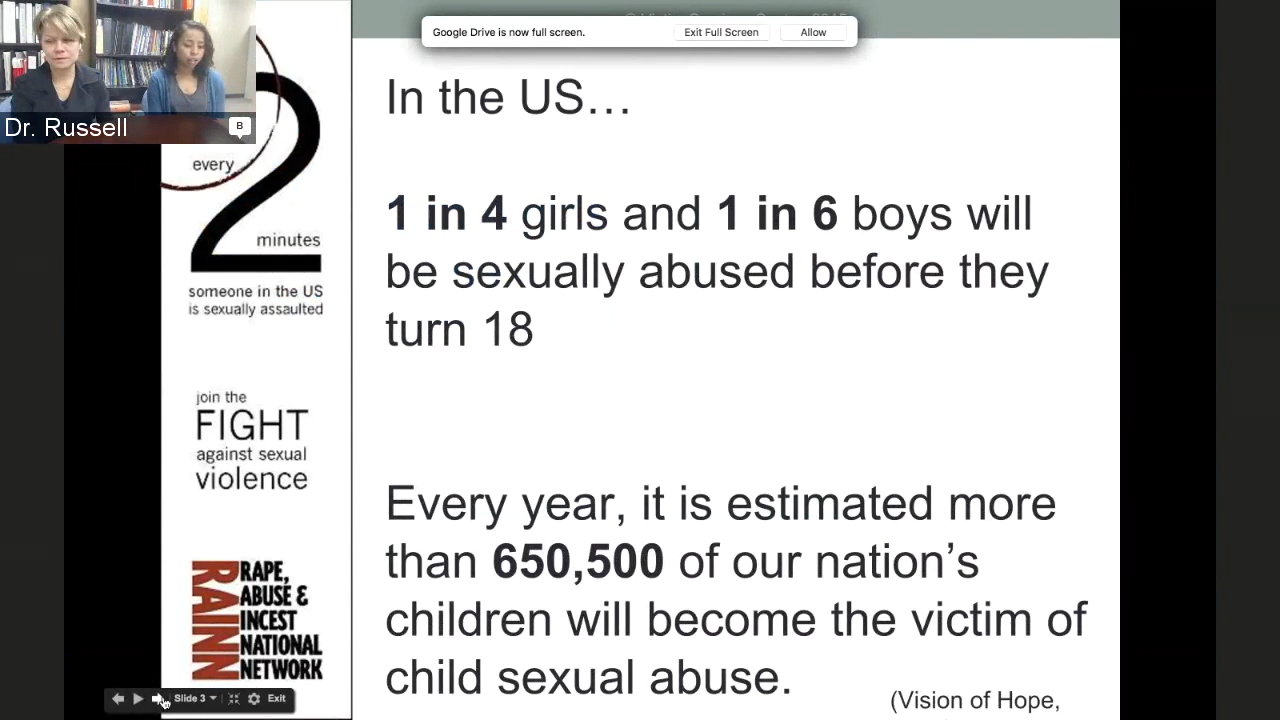 Google Drive is now full screen.
Exit Full Screen
Allow
Dr. Russell
B
2
every
minutes
someone in the US
is sexually assaulted
join the
FIGHT
against sexual
violence
RAINN
RAPE,
ABUSE &
INCEST
NATIONAL
NETWORK
In the US…
1 in 4 girls and 1 in 6 boys will
be sexually abused before they
turn 18
Every year, it is estimated more
than 650,500 of our nation’s
children will become the victim of
child sexual abuse.
(Vision of Hope,
Slide 3
Exit